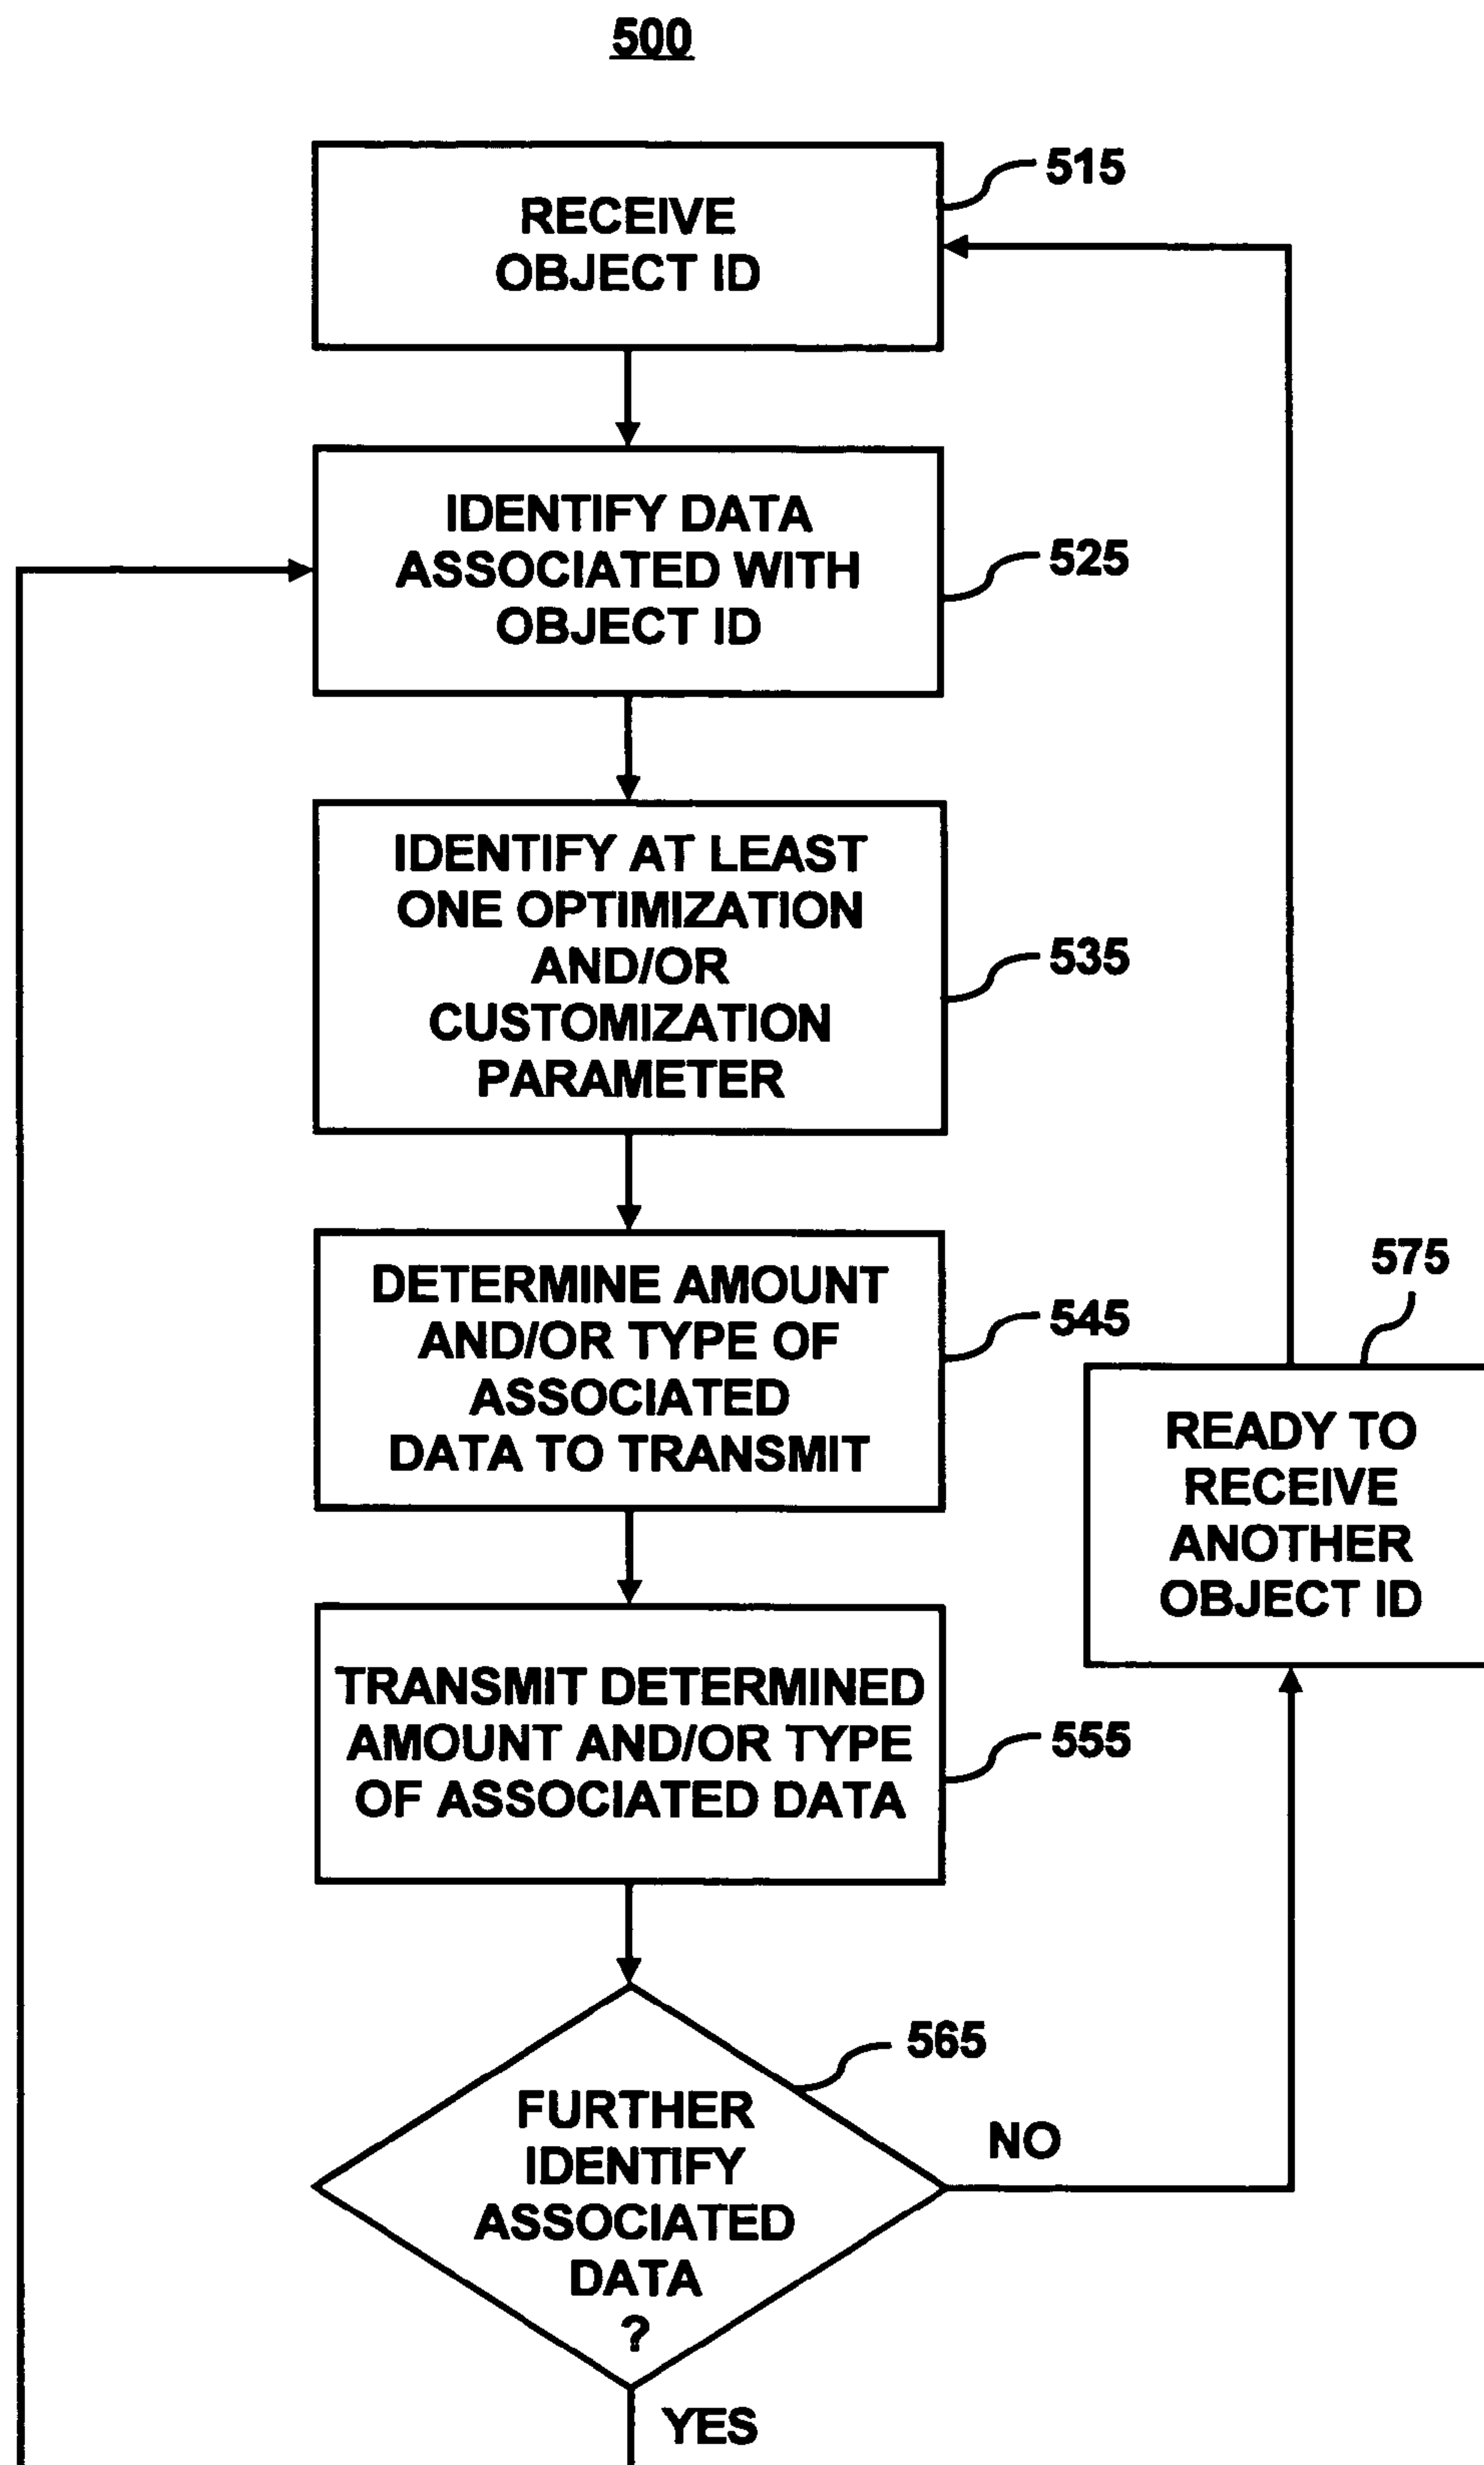 500
RECEIVE
OBJECT ID
515
IDENTIFY DATA
ASSOCIATED WITH
OBJECT ID
525
IDENTIFY AT LEAST
ONE OPTIMIZATION
AND/OR
CUSTOMIZATION
PARAMETER
535
DETERMINE AMOUNT
AND/OR TYPE OF
ASSOCIATED
DATA TO TRANSMIT
545
575
READY TO
RECEIVE
ANOTHER
OBJECT ID
TRANSMIT DETERMINED
AMOUNT AND/OR TYPE
OF ASSOCIATED DATA
555
565
FURTHER
IDENTIFY
ASSOCIATED
DATA
?
NO
YES